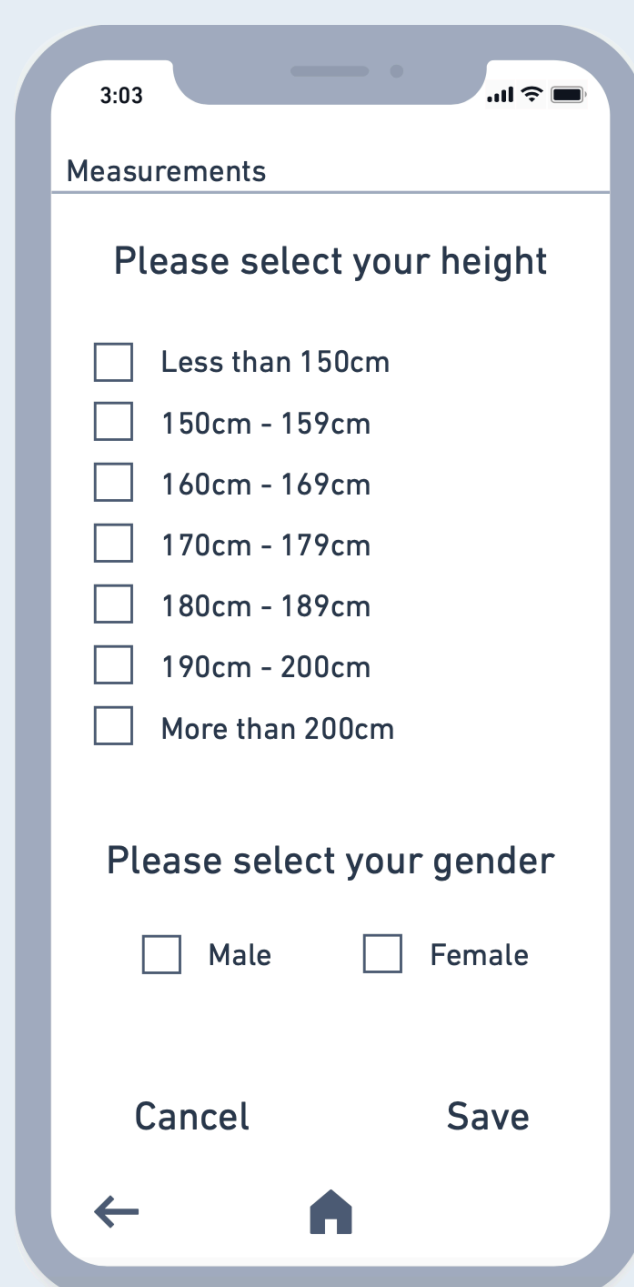 3:03
Measurements
Please select your height
Less than 150cm
150cm - 159cm
160cm - 169cm
170cm - 179cm
180cm - 189cm
190cm - 200cm
More than 200cm
Please select your gender
Male Female
Cancel Save